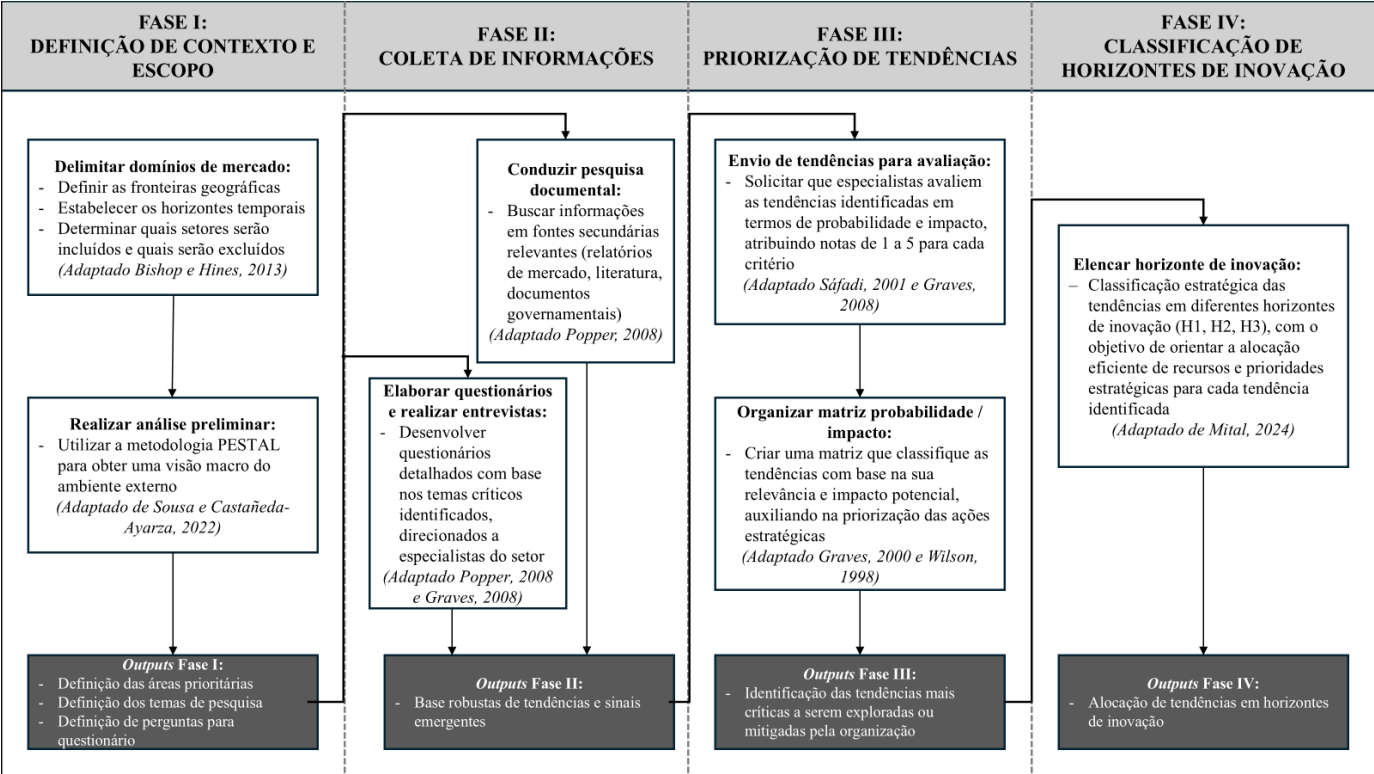 FASE I:
DEFINIÇÃO DE CONTEXTO E
ESCOPO
FASE II:
COLETA DE INFORMAÇÕES
FASE III:
PRIORIZAÇÃO DE TENDÊNCIAS
FASE IV:
CLASSIFICAÇÃO DE
HORIZONTES DE INOVAÇÃO
Delimitar domínios de mercado:
- Definir as fronteiras geográficas
- Estabelecer os horizontes temporais
- Determinar quais setores serão
incluídos e quais serão excluídos
(Adaptado Bishop e Hines, 2013)
Realizar análise preliminar:
- Utilizar a metodologia PESTAL
para obter uma visão macro do
ambiente externo
(Adaptado de Sousa e Castañeda-
Ayarza, 2022)
Outputs Fase I:
- Definição das áreas prioritárias
- Definição dos temas de pesquisa
- Definição de perguntas para
questionário
Conduzir pesquisa
documental:
- Buscar informações
em fontes secundárias
relevantes (relatórios
de mercado, literatura,
documentos
governamentais)
(Adaptado Popper, 2008)
Elaborar questionários
e realizar entrevistas:
- Desenvolver
questionários
detalhados com base
nos temas críticos
identificados,
direcionados a
especialistas do setor
(Adaptado Popper, 2008
e Graves, 2008)
Outputs Fase II:
- Base robustas de tendências e sinais
emergentes
Envio de tendências para avaliação:
- Solicitar que especialistas avaliem
as tendências identificadas em
termos de probabilidade e impacto,
atribuindo notas de 1 a 5 para cada
critério
(Adaptado Sáfadi, 2001 e Graves,
2008)
Organizar matriz probabilidade /
impacto:
- Criar uma matriz que classifique as
tendências com base na sua
relevância e impacto potencial,
auxiliando na priorização das ações
estratégicas
(Adaptado Graves, 2000 e Wilson,
1998)
Outputs Fase III:
- Identificação das tendências mais
críticas a serem exploradas ou
mitigadas pela organização
Elencar horizonte de inovação:
– Classificação estratégica das
tendências em diferentes horizontes
de inovação (H1, H2, H3), com o
objetivo de orientar a alocação
eficiente de recursos e prioridades
estratégicas para cada tendência
identificada
(Adaptado de Mital, 2024)
Outputs Fase IV:
- Alocação de tendências em horizontes
de inovação